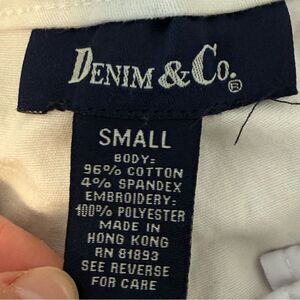 DENIM & CO.®
SMALL
BODY:
96% COTTON
4% SPANDEX
EMBROIDERY:
100% POLYESTER
MADE IN
HONG KONG
RN 81893
SEE REVERSE
FOR CARE